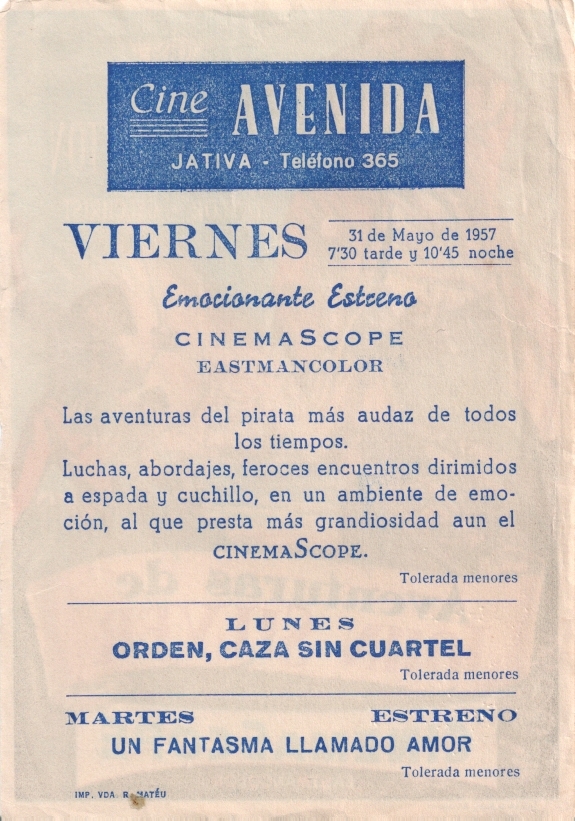 Cine AVENIDA
JATIVA - Teléfono 365
VIERNES
31 de Mayo de 1957
7'30 tarde y 10'45 noche
Emocionante Estreno
CINEMASCOPE
EASTMANCOLOR
Las aventuras del pirata más audaz de todos
los tiempos.
Luchas, abordajes, feroces encuentros dirimidos
a espada y cuchillo, en un ambiente de emo-
ción, al que presta más grandiosidad aun el
CINEMASCOPE.
Tolerada menores
LUNES
ORDEN, CAZA SIN CUARTEL
Tolerada menores
MARTES ESTRENO
UN FANTASMA LLAMADO AMOR
Tolerada menores
IMP. VDA. R. MATÉU